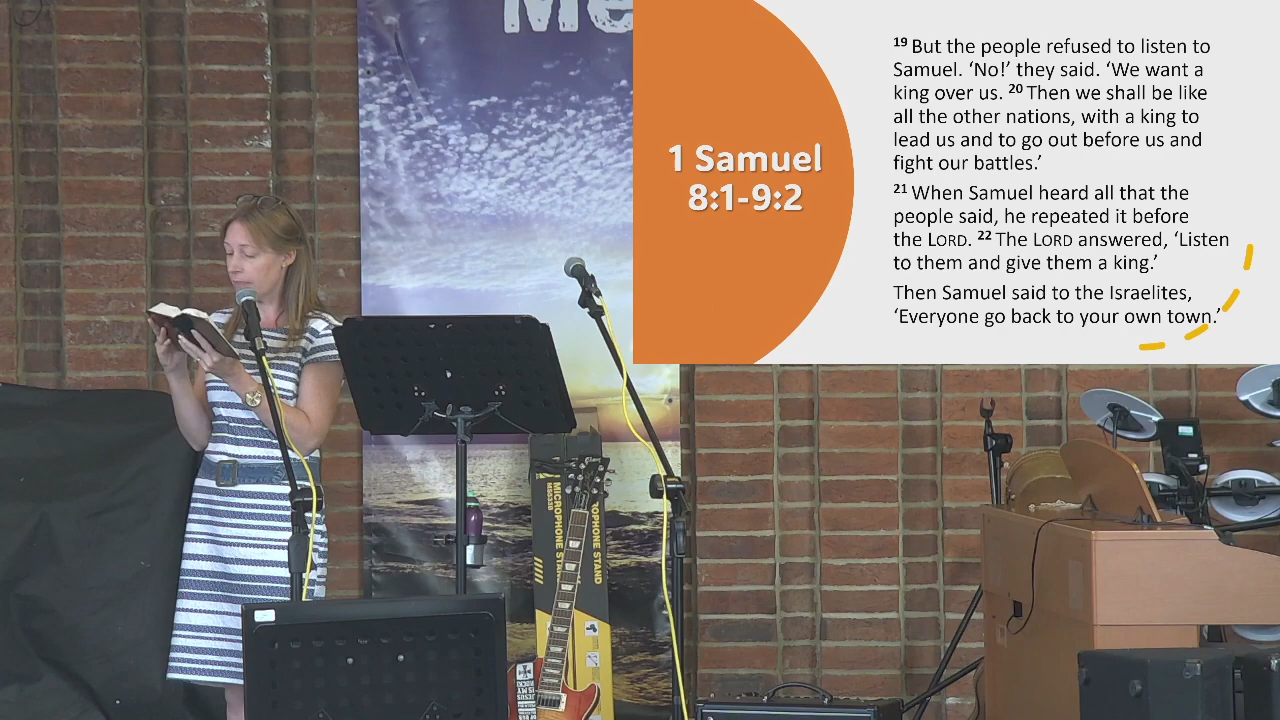 Me
1 Samuel
8:1-9:2
19 But the people refused to listen to
Samuel. ‘No!’ they said. ‘We want a
king over us. 20 Then we shall be like
all the other nations, with a king to
lead us and to go out before us and
fight our battles.’
21 When Samuel heard all that the
people said, he repeated it before
the LORD. 22 The LORD answered, ‘Listen
to them and give them a king.’
Then Samuel said to the Israelites,
‘Everyone go back to your own town.’
MICROPHONE STAND
ROPHONE STAND